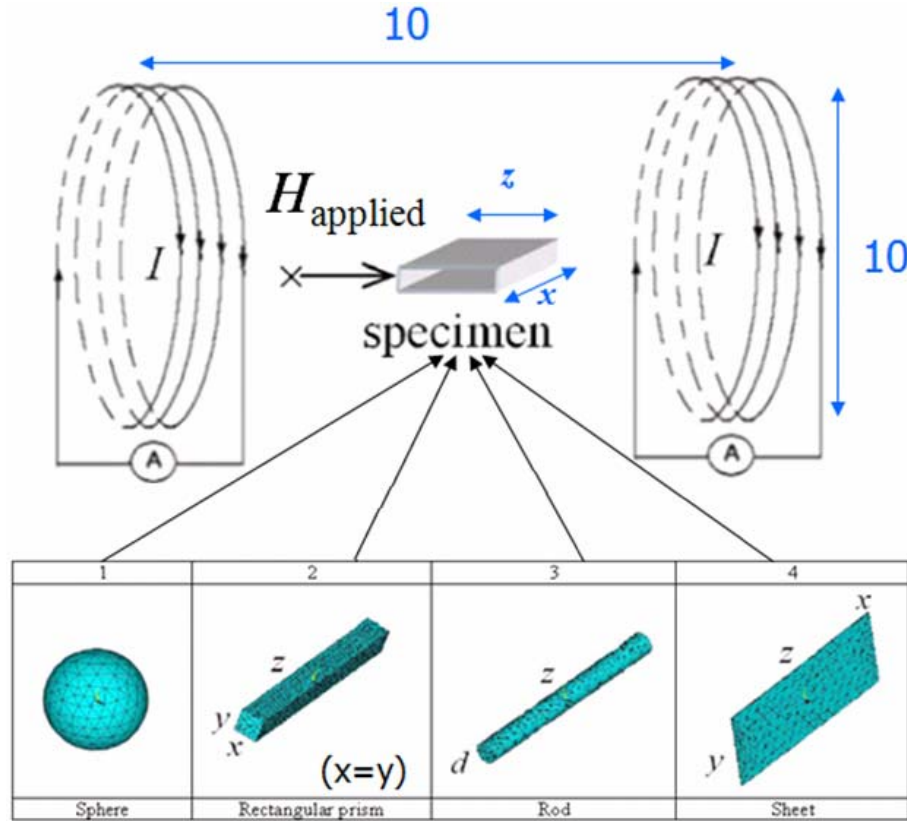 10
H applied
z
I
I
10
x
specimen
A
A
1 2 3 4
z
y
x
(x=y)
z
d
x
z
y
Sphere Rectangular prism Rod Sheet